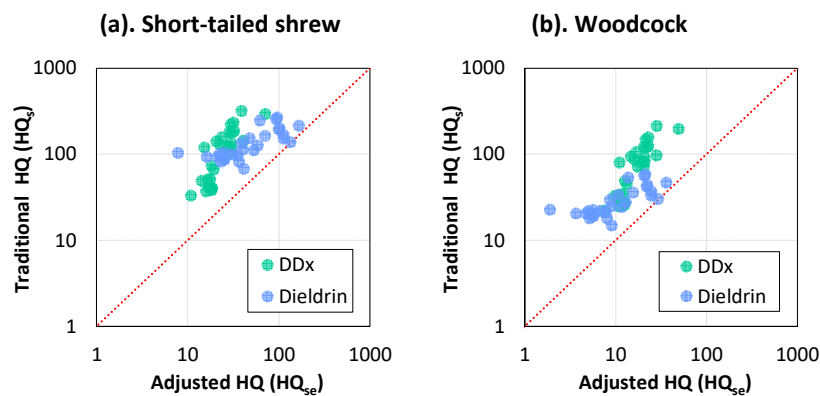 (a). Short-tailed shrew
Traditional HQ (HQs)
1000
100
10
1
1 10 100 1000
Adjusted HQ (HQse)
DDx
Dieldrin
(b). Woodcock
Traditional HQ (HQs)
1000
100
10
1
1 10 100 1000
Adjusted HQ (HQse)
DDx
Dieldrin